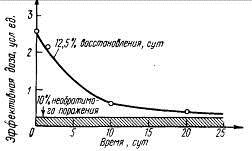 Эффективная доза, усл ед.
3
2
1
0
12,5% восстановления, сут
10% необратимо-
го поражения
5
10
15
20
25
Время, сут